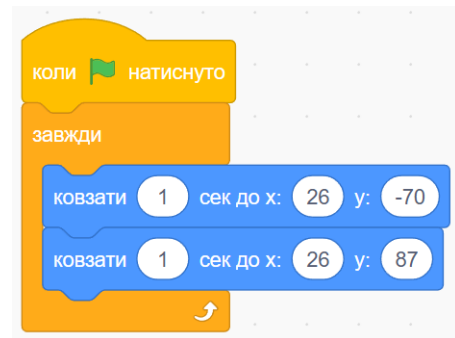 коли натиснуто
завжди
ковзати 1 сек до x: 26 y: -70
ковзати 1 сек до x: 26 y: 87